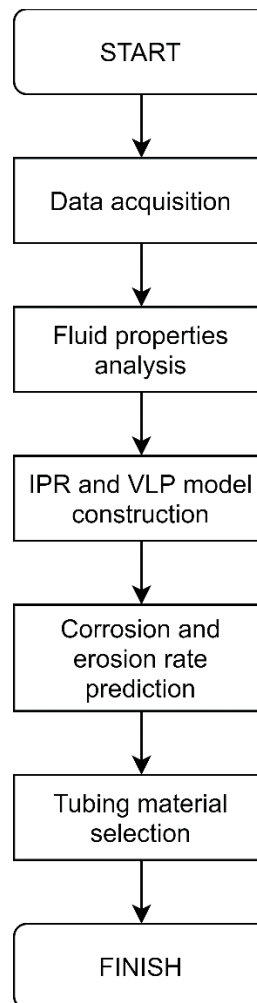 START
Data acquisition
Fluid properties
analysis
IPR and VLP model
construction
Corrosion and
erosion rate
prediction
Tubing material
selection
FINISH